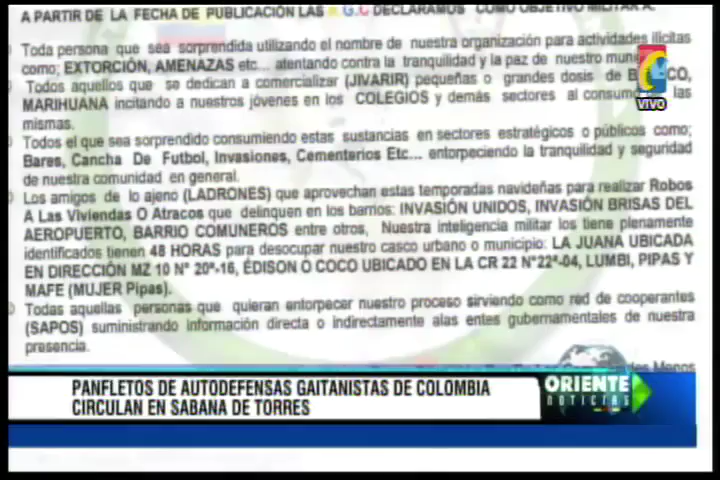 A PARTIR DE LA FECHA DE PUBLICACIÓN LAS A.G.C DECLARAMOS COMO OBJETIVO MILITAR A:
Toda persona que sea sorprendida utilizando el nombre de nuestra organización para actividades ilícitas
como; EXTORCIÓN, AMENAZAS etc... atentando contra la tranquilidad y la paz de nuestro
Todos aquellos que se dedican a comercializar (JIVARIR) pequeñas o grandes dosis de
MARIHUANA incitando a nuestros jóvenes en los COLEGIOS y demás sectores al consumo las
mismas.
Todos el que sea sorprendido consumiendo estas sustancias en sectores estratégicos o públicos como;
Bares, Cancha De Futbol, Invasiones, Cementerios Etc... entorpeciendo la tranquilidad y seguridad
de nuestra comunidad en general.
Los amigos de lo ajeno (LADRONES) que aprovechan estas temporadas navideñas para realizar Robos
A Las Viviendas O Atracos que delinquen en los barrios: INVASIÓN UNIDOS, INVASIÓN BRISAS DEL
AEROPUERTO, BARRIO COMUNEROS entre otros, Nuestra inteligencia militar los tiene plenamente
identificados tienen 48 HORAS para desocupar nuestro casco urbano o municipio: LA JUANA UBICADA
EN DIRECCIÓN MZ 10 N° 20ª-16, ÉDISON O COCO UBICADO EN LA CR 22 N°22ª-04, LUMBI, PIPAS Y
MAFE (MUJER Pipas).
Todas aquellas personas que quieran entorpecer nuestro proceso sirviendo como red de cooperantes
(SAPOS) suministrando información directa o indirectamente alas entes gubernamentales de nuestra
presencia.
VIVO
PANFLETOS DE AUTODEFENSAS GAITANISTAS DE COLOMBIA
CIRCULAN EN SABANA DE TORRES
ORIENTE
NOTICIAS